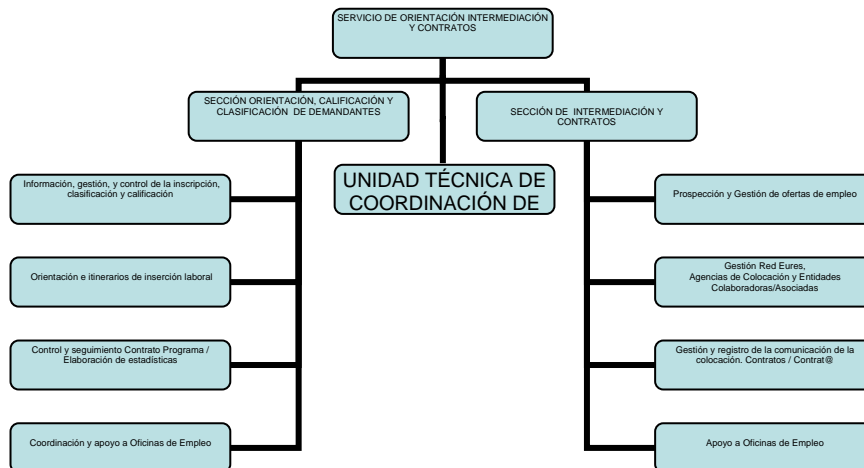 SERVICIO DE ORIENTACIÓN INTERMEDIACIÓN
Y CONTRATOS
SECCIÓN ORIENTACIÓN, CALIFICACIÓN Y
CLASIFICACIÓN DE DEMANDANTES
SECCIÓN DE INTERMEDIACIÓN Y
CONTRATOS
UNIDAD TÉCNICA DE
COORDINACIÓN DE
Información, gestión, y control de la inscripción,
clasificación y calificación
Orientación e itinerarios de inserción laboral
Control y seguimiento Contrato Programa /
Elaboración de estadísticas
Coordinación y apoyo a Oficinas de Empleo
Prospección y Gestión de ofertas de empleo
Gestión Red Eures,
Agencias de Colocación y Entidades
Colaboradoras/Asociadas
Gestión y registro de la comunicación de la
colocación. Contratos / Contrat@
Apoyo a Oficinas de Empleo